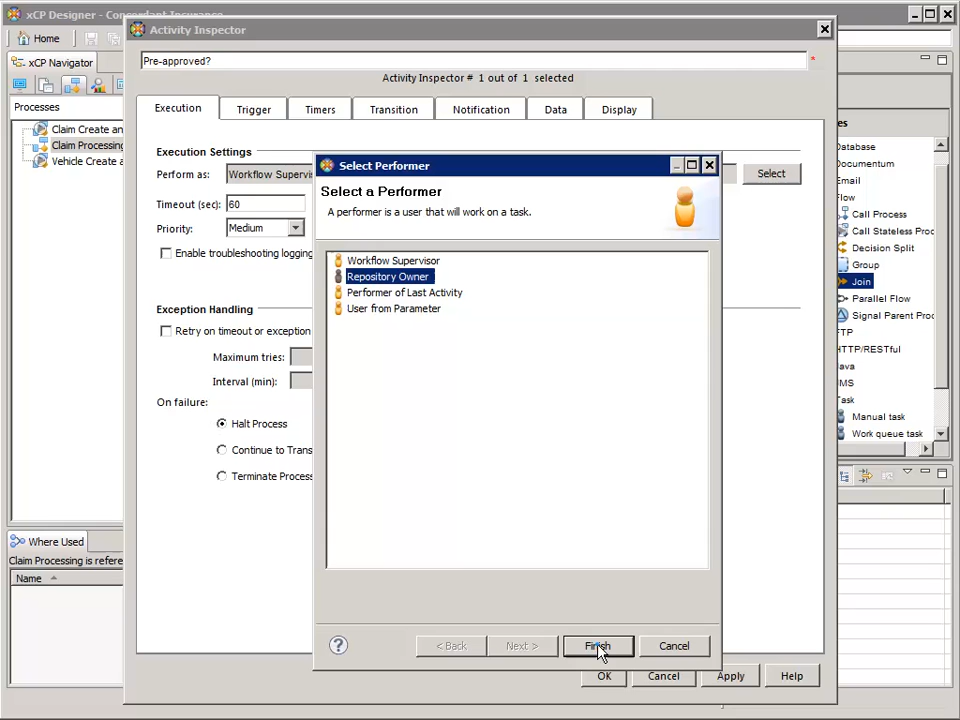 xCP Designer - Concordant Insurance
Activity Inspector
Home
Pre-approved?
*
Activity Inspector # 1 out of 1 selected
xCP Navigator
Execution
Trigger
Timers
Transition
Notification
Data
Display
Processes
Claim Create an
Claim Processing
Vehicle Create a
Execution Settings
Perform as:
Workflow Supervis
Select
Timeout (sec):
60
Priority:
Medium
Enable troubleshooting logging
Exception Handling
Retry on timeout or exception
Maximum tries:
Interval (min):
On failure:
Halt Process
Continue to Trans
Terminate Process
Select Performer
Select a Performer
A performer is a user that will work on a task.
Workflow Supervisor
Repository Owner
Performer of Last Activity
User from Parameter
< Back
Next >
Finish
Cancel
OK
Cancel
Apply
Help
es
Database
Documentum
Email
Flow
Call Process
Call Stateless Proc
Decision Split
Group
Join
Parallel Flow
Signal Parent Proc
FTP
HTTP/RESTful
Java
JMS
Task
Manual task
Work queue task
Where Used
Claim Processing is refere
Name